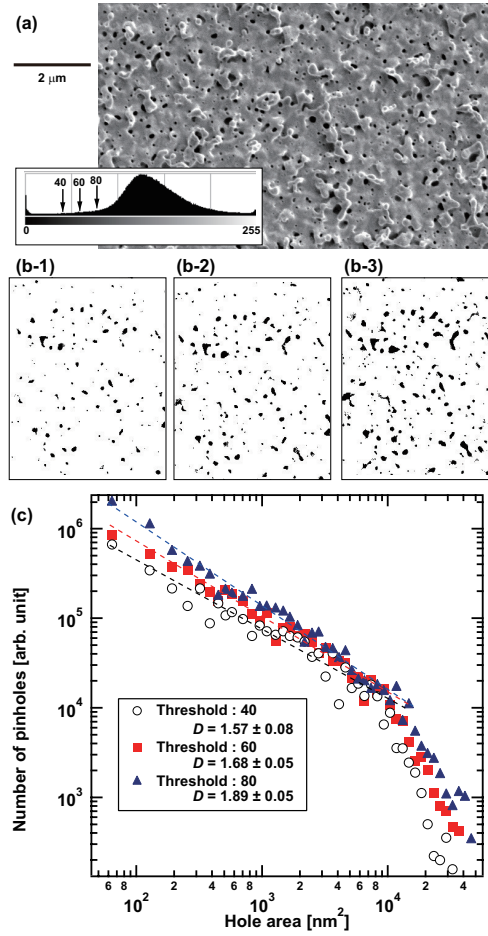 (a)
2 μm
40 60 80
0 255
(b-1) (b-2) (b-3)
(c)
Number of pinholes [arb. unit]
10^6
10^5
10^4
10^3
Threshold : 40
D = 1.57 ± 0.08
Threshold : 60
D = 1.68 ± 0.05
Threshold : 80
D = 1.89 ± 0.05
6 8 2 4 6 8 2 4 6 8 2 4
10^2 10^3 10^4
Hole area [nm^2]